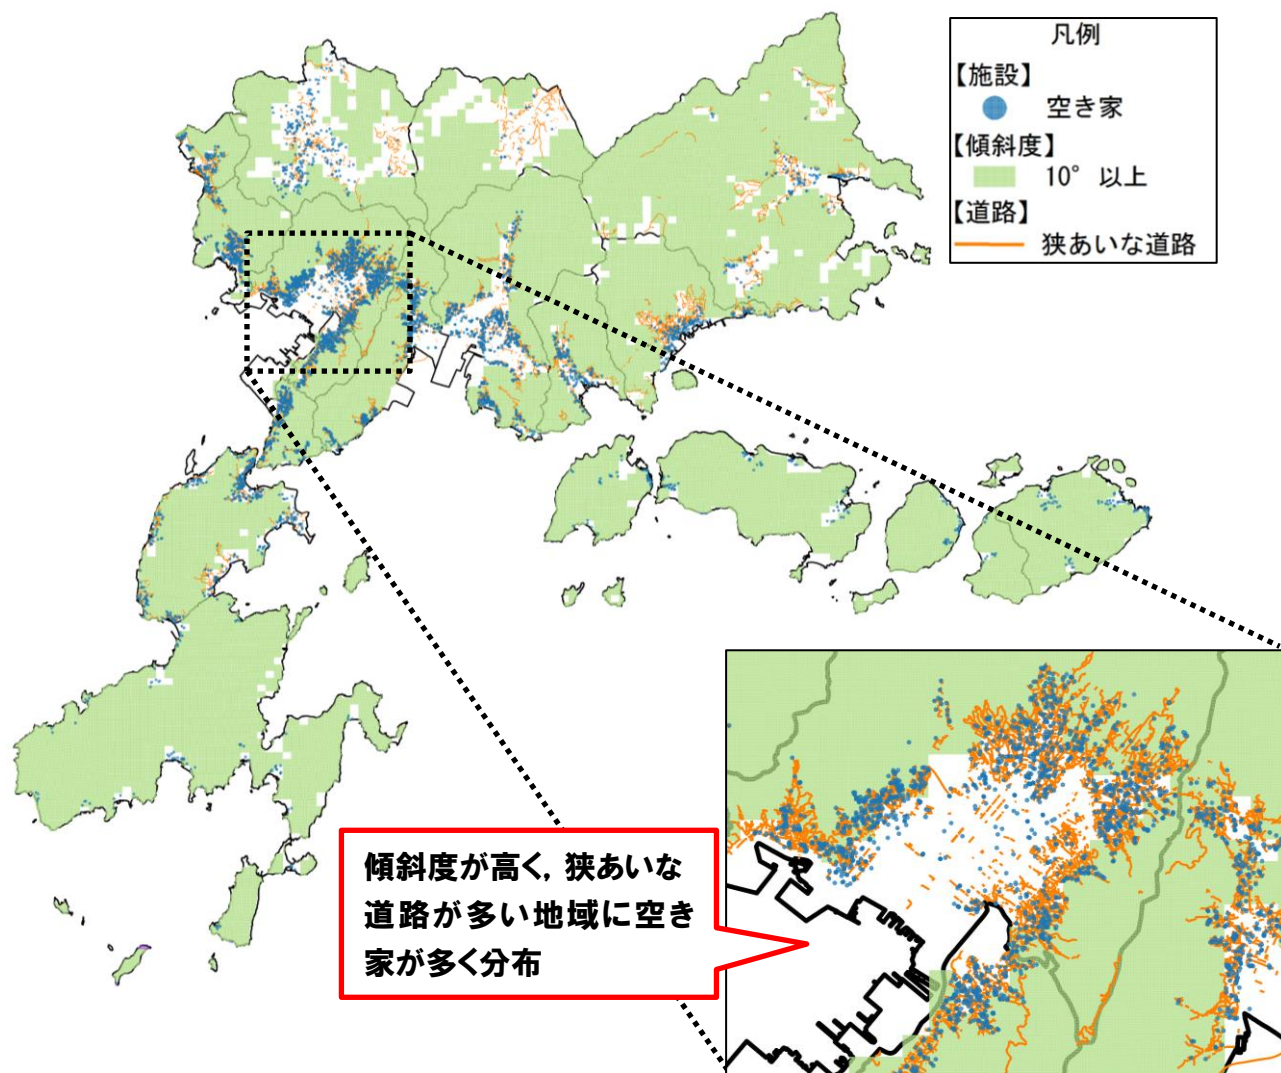 凡例
【施設】
空き家
【傾斜度】
10° 以上
【道路】
狭あいな道路
傾斜度が高く, 狭あいな
道路が多い地域に空き
家が多く分布